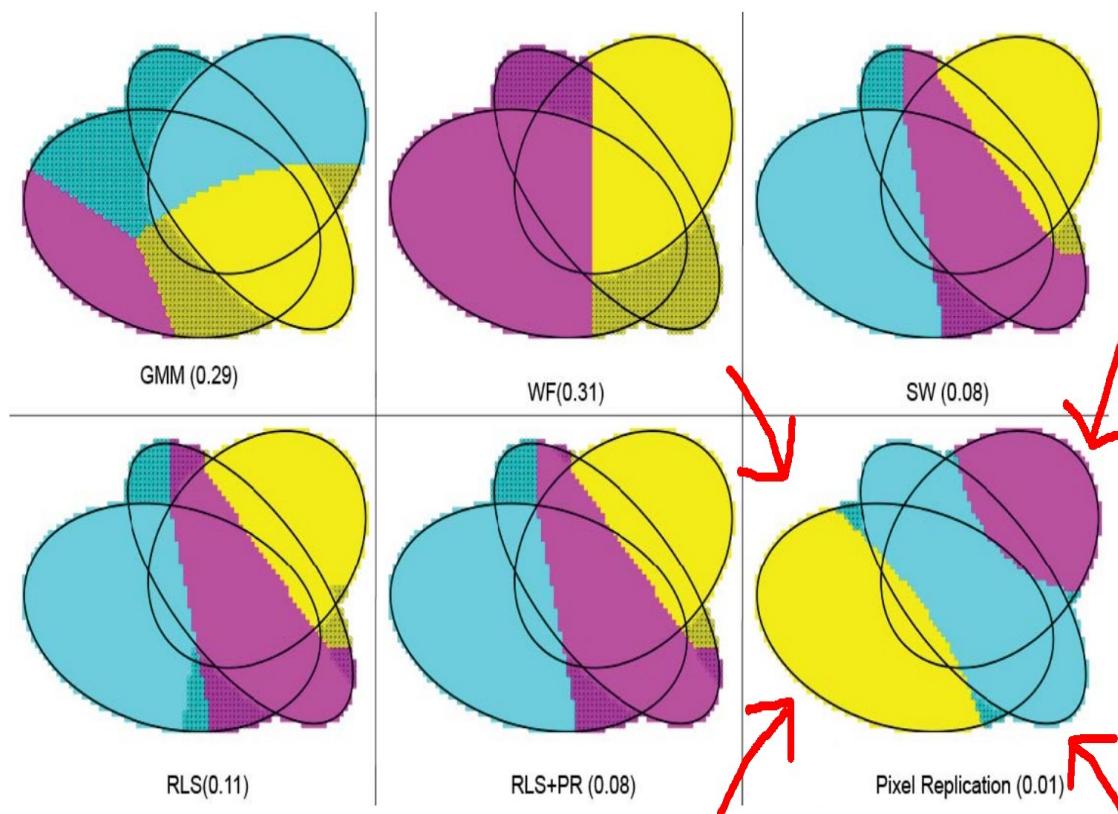 GMM (0.29)
WF(0.31)
SW (0.08)
RLS(0.11)
RLS+PR (0.08)
Pixel Replication (0.01)